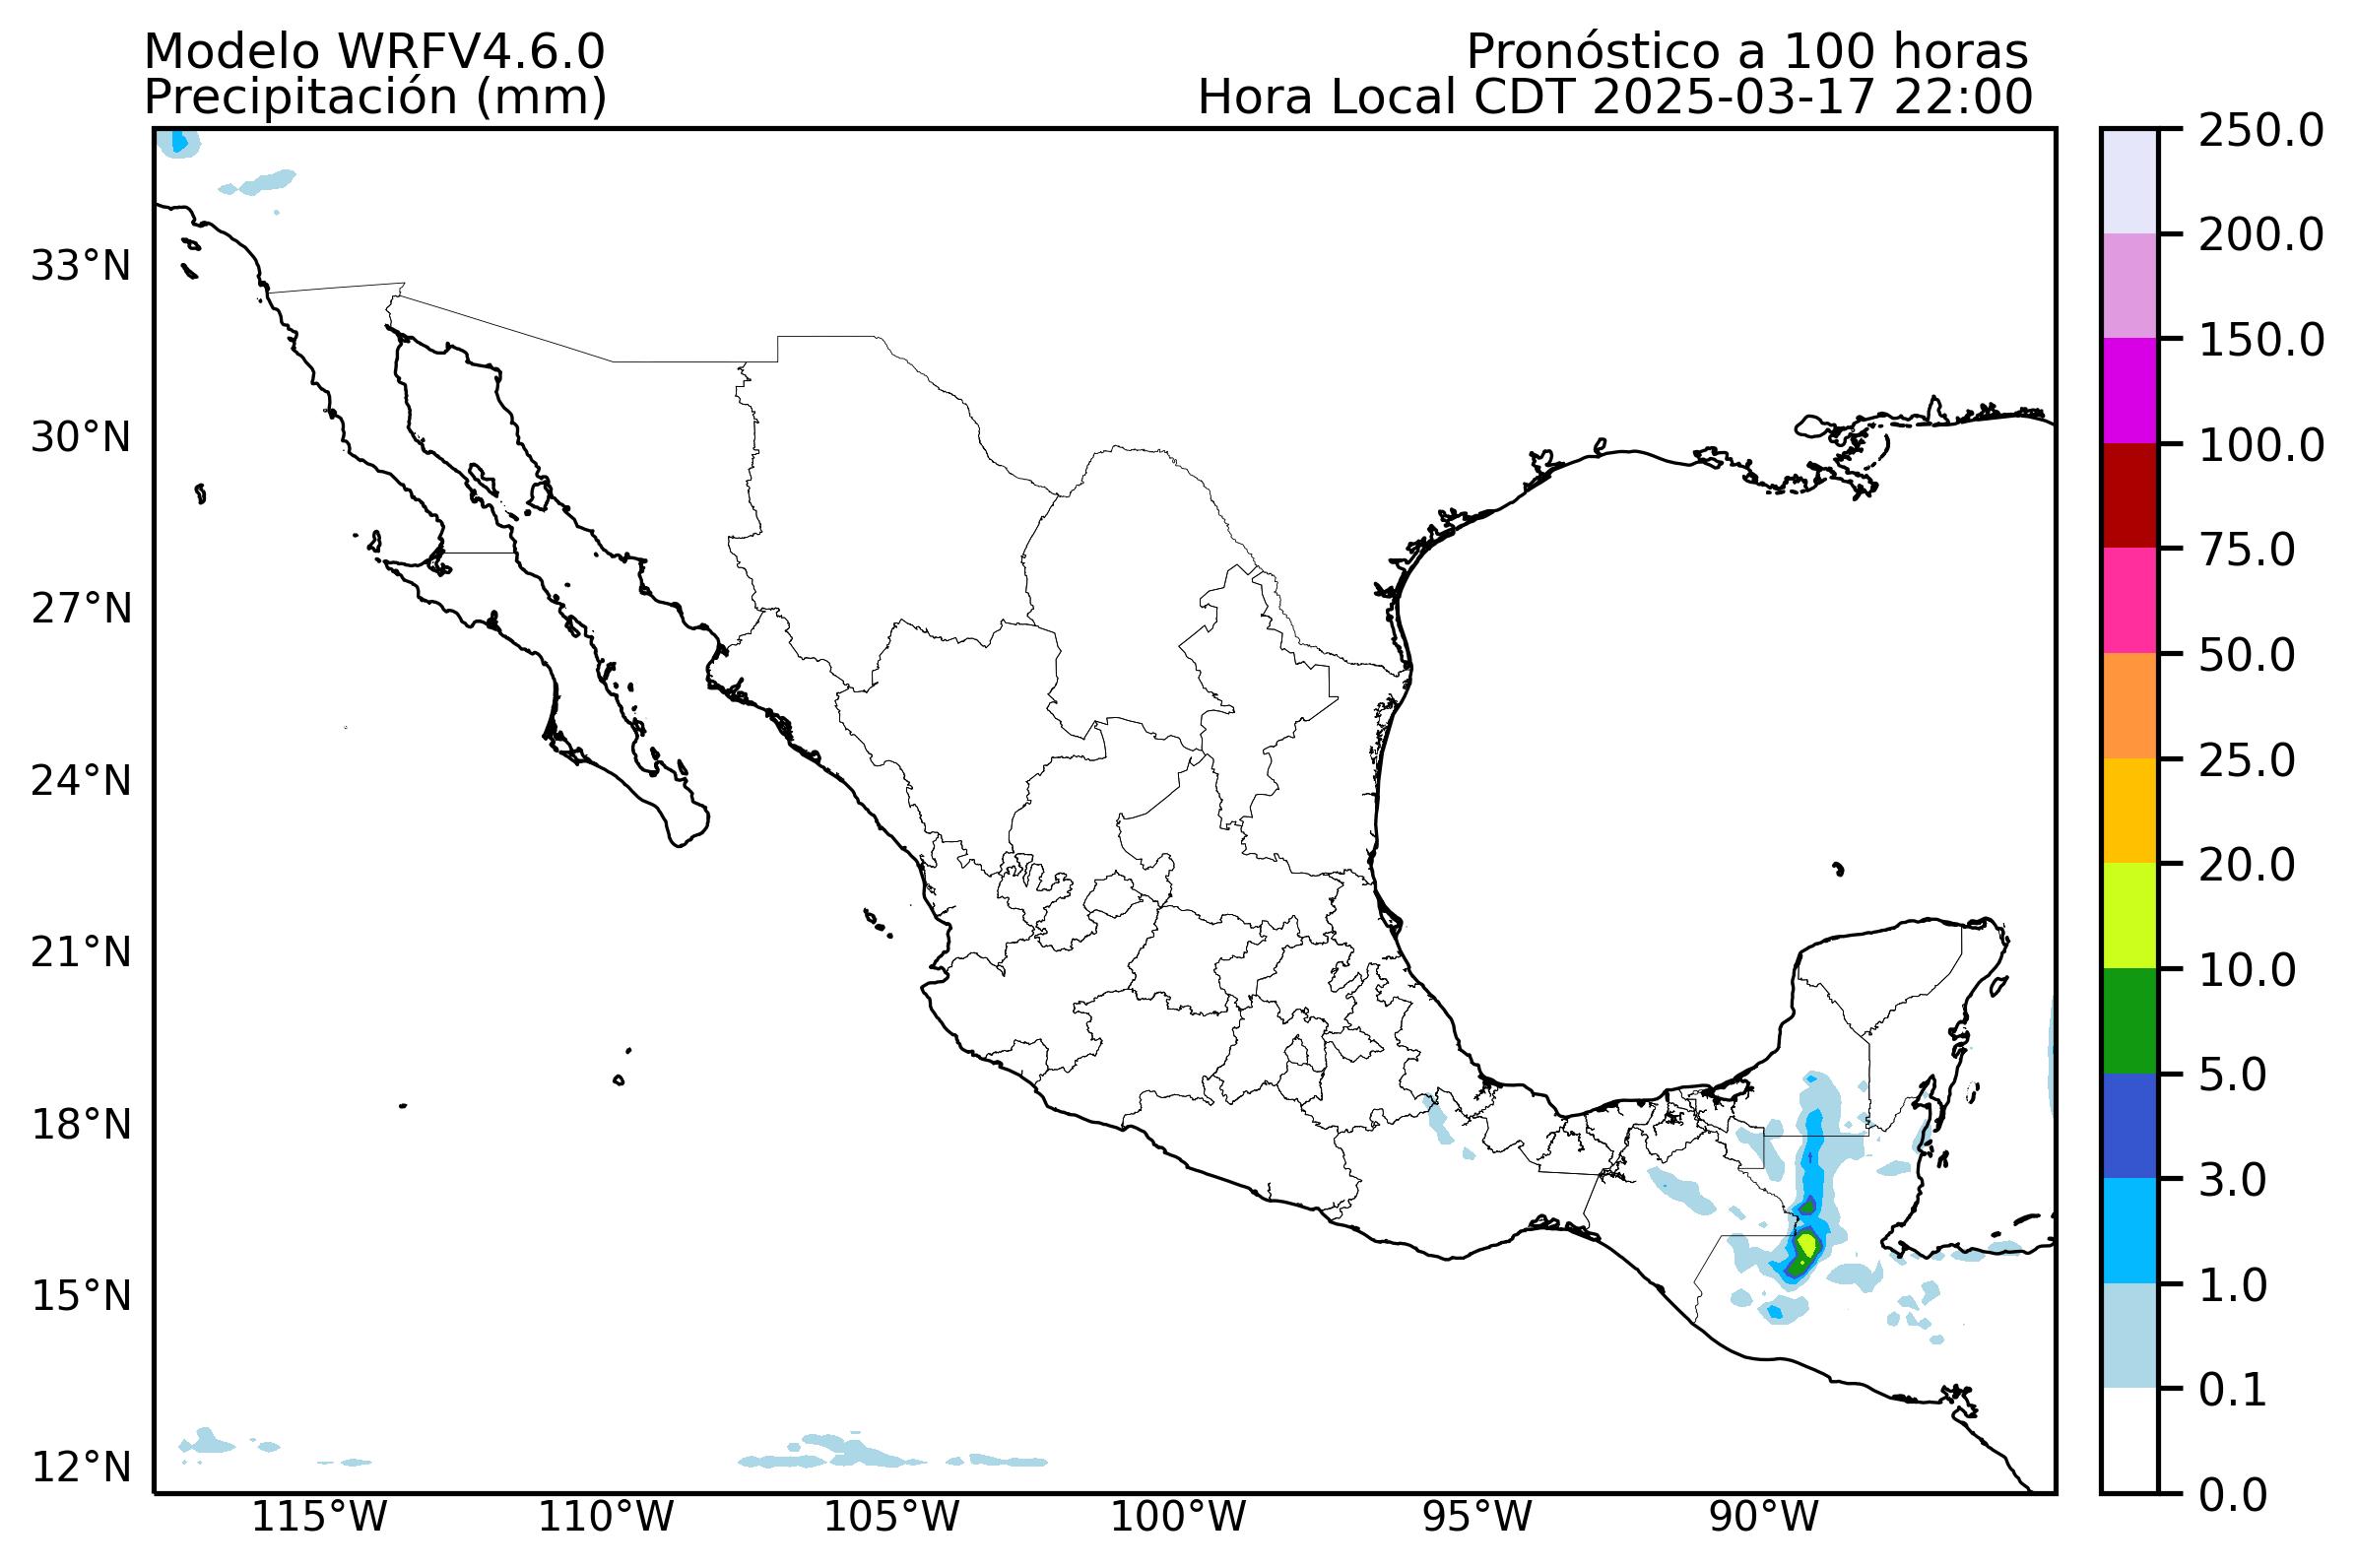 Modelo WRFV4.6.0
Pronóstico a 100 horas
Precipitación (mm)
Hora Local CDT 2025-03-17 22:00
33°N
30°N
27°N
24°N
21°N
18°N
15°N
12°N
115°W
110°W
105°W
100°W
95°W
90°W
250.0
200.0
150.0
100.0
75.0
50.0
25.0
20.0
10.0
5.0
3.0
1.0
0.1
0.0